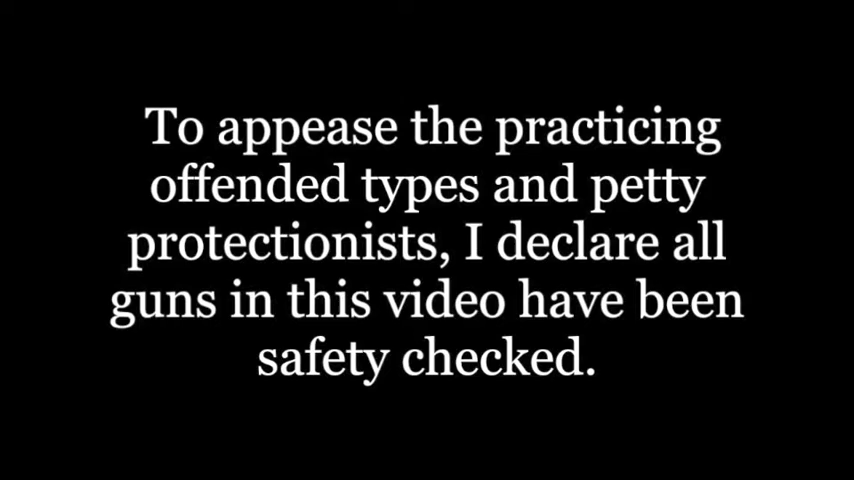 To appease the practicing
offended types and petty
protectionists, I declare all
guns in this video have been
safety checked.